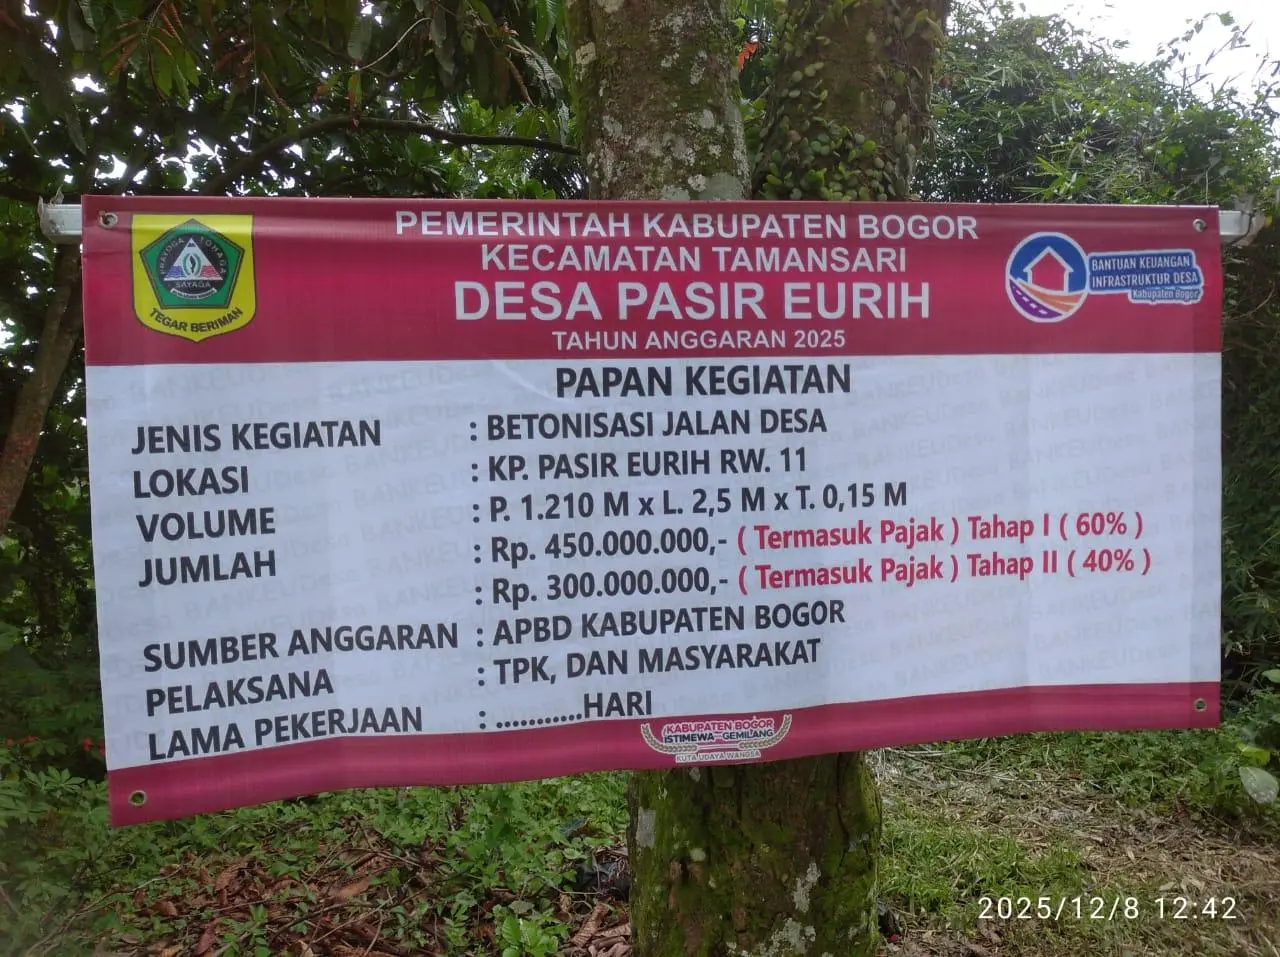 PEMERINTAH KABUPATEN BOGOR
KECAMATAN TAMANSARI
DESA PASIR EURIH
TAHUN ANGGARAN 2025
PRAYOGA TOHAGA
SAYAGA
TEGAR BERIMAN
BANTUAN KEUANGAN
INFRASTRUKTUR DESA
Kabupaten Bogor
PAPAN KEGIATAN
JENIS KEGIATAN : BETONISASI JALAN DESA
LOKASI : KP. PASIR EURIH RW. 11
VOLUME : P. 1.210 M x L. 2,5 M x T. 0,15 M
JUMLAH : Rp. 450.000.000,- ( Termasuk Pajak ) Tahap I ( 60% )
: Rp. 300.000.000,- ( Termasuk Pajak ) Tahap II ( 40% )
SUMBER ANGGARAN : APBD KABUPATEN BOGOR
PELAKSANA : TPK, DAN MASYARAKAT
LAMA PEKERJAAN : ...........HARI
KABUPATEN BOGOR
ISTIMEWA GEMILANG
KUTA UDAYA WANGSA
2025/12/8 12:42